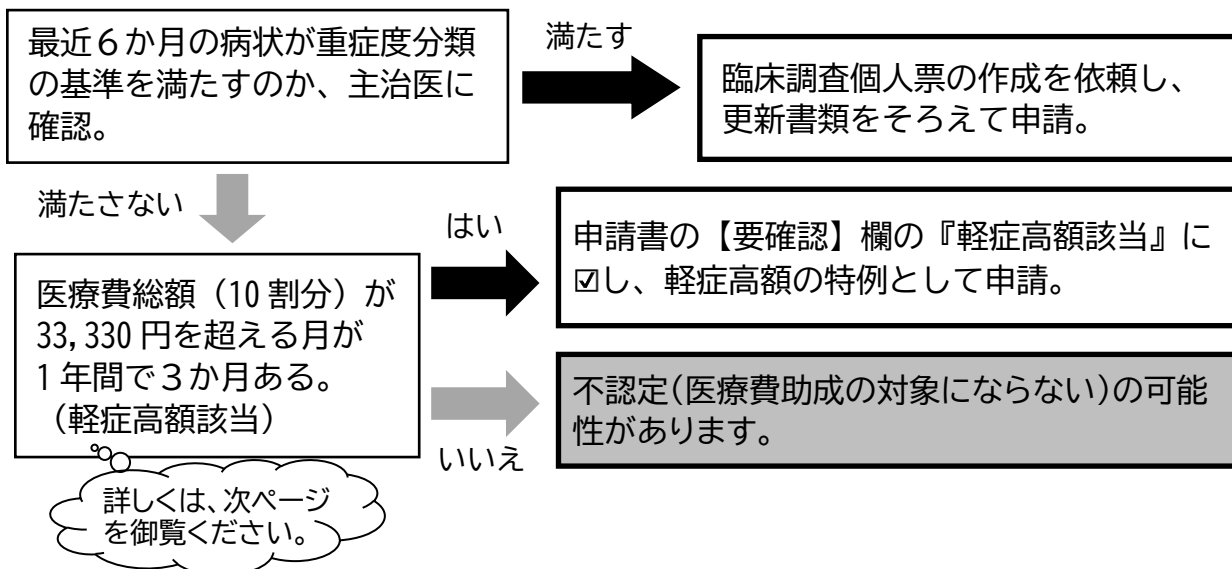 最近６か月の病状が重症度分類
の基準を満たすのか、主治医に
確認。
満たす
臨床調査個人票の作成を依頼し、
更新書類をそろえて申請。
満たさない
はい
申請書の【要確認】欄の『軽症高額該当』に
☑し、軽症高額の特例として申請。
医療費総額（10 割分）が
33,330 円を超える月が
1 年間で３か月ある。
（軽症高額該当）
いいえ
不認定(医療費助成の対象にならない)の可能
性があります。
詳しくは、次ページ
を御覧ください。